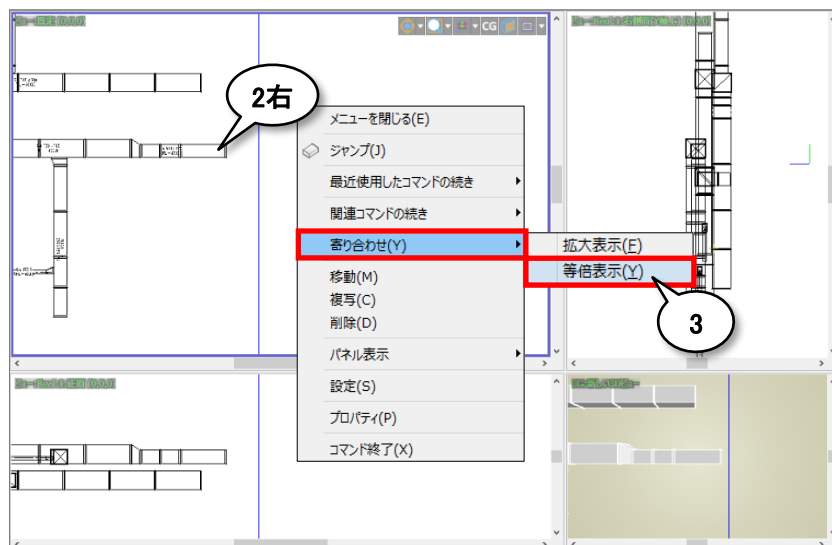 CG
2右
メニューを閉じる(E)
ジャンプ(J)
最近使用したコマンドの続き
関連コマンドの続き
寄り合わせ(Y)
拡大表示(F)
等倍表示(Y)
3
移動(M)
複写(C)
削除(D)
パネル表示
設定(S)
プロパティ(P)
コマンド終了(X)